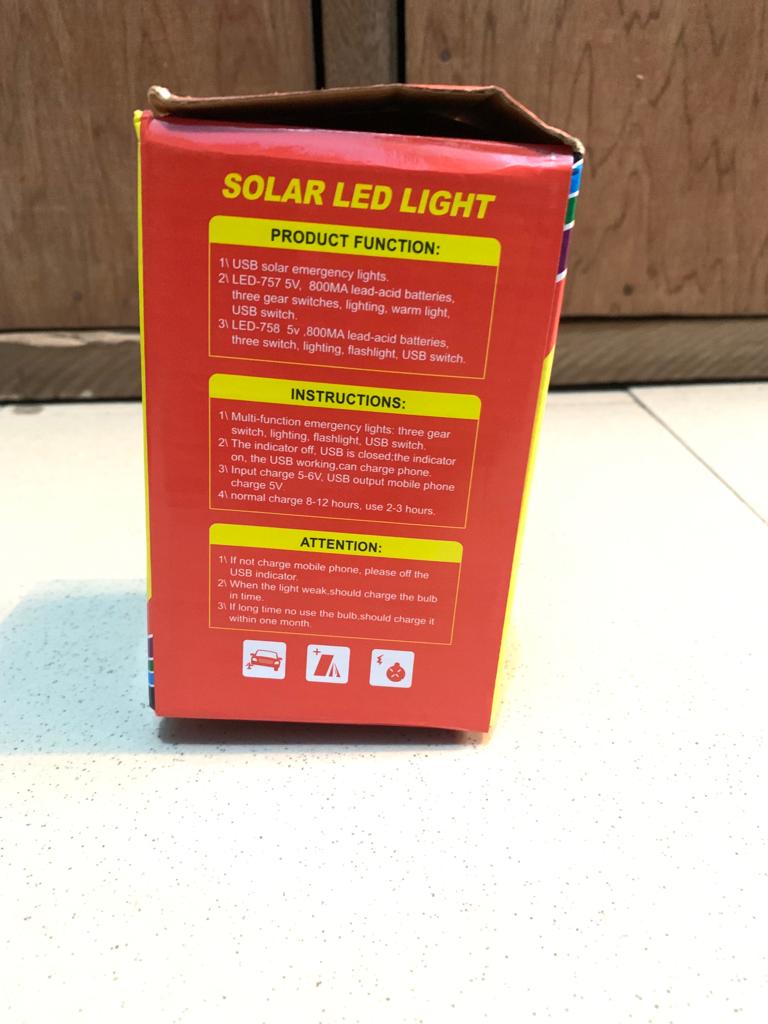 SOLAR LED LIGHT
PRODUCT FUNCTION:
1\ USB solar emergency lights.
2\ LED-757 5V, 800MA lead-acid batteries,
three gear switches, lighting, warm light,
USB switch.
3\ LED-758 5v ,800MA lead-acid batteries,
three switch, lighting, flashlight, USB switch.
INSTRUCTIONS:
1\ Multi-function emergency lights: three gear
switch, lighting, flashlight, USB switch.
2\ The indicator off, USB is closed;the indicator
on, the USB working,can charge phone.
3\ Input charge 5-6V, USB output mobile phone
charge 5V.
4\ normal charge 8-12 hours, use 2-3 hours.
ATTENTION:
1\ If not charge mobile phone, please off the
USB indicator.
2\ When the light weak,should charge the bulb
in time.
3\ If long time no use the bulb,should charge it
within one month.